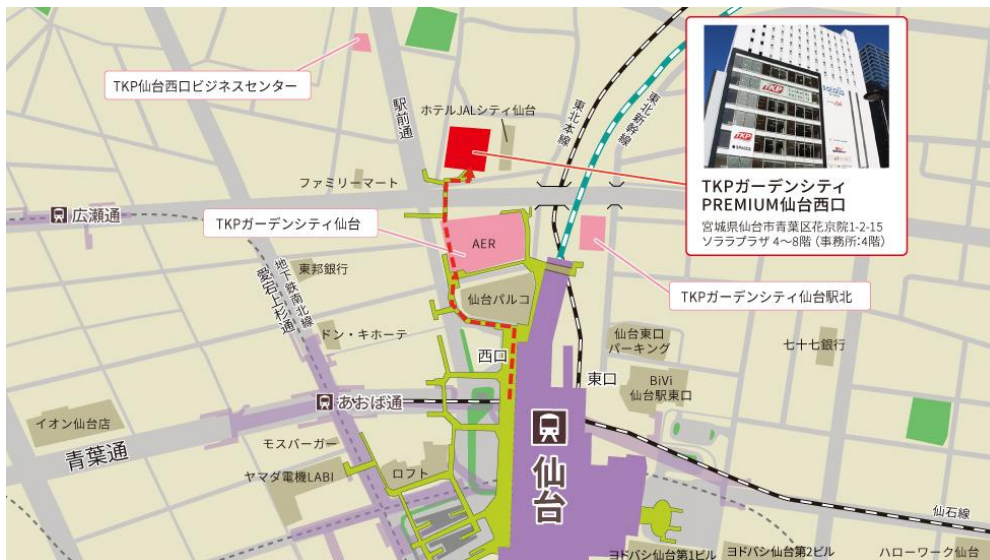 TKP仙台西口ビジネスセンター
駅前通
ホテルJALシティ仙台
東北本線
東北新幹線
TKP
TKP
TKPガーデンシティ
PREMIUM仙台西口
宮城県仙台市青葉区花京院1-2-15
ソララプラザ 4～8階 (事務所:4階)
ファミリーマート
広瀬通
TKPガーデンシティ仙台
AER
TKPガーデンシティ仙台駅北
地下鉄南北線
愛宕上杉通
東邦銀行
仙台パルコ
ドン・キホーテ
西口
仙台東口
パーキング
七十七銀行
東口
BiVi
仙台駅東口
あおば通
イオン仙台店
青葉通
モスバーガー
ヤマダ電機LABI
ロフト
仙台
仙石線
ヨドバシ仙台第1ビル
ヨドバシ仙台第2ビル
ハローワーク仙台